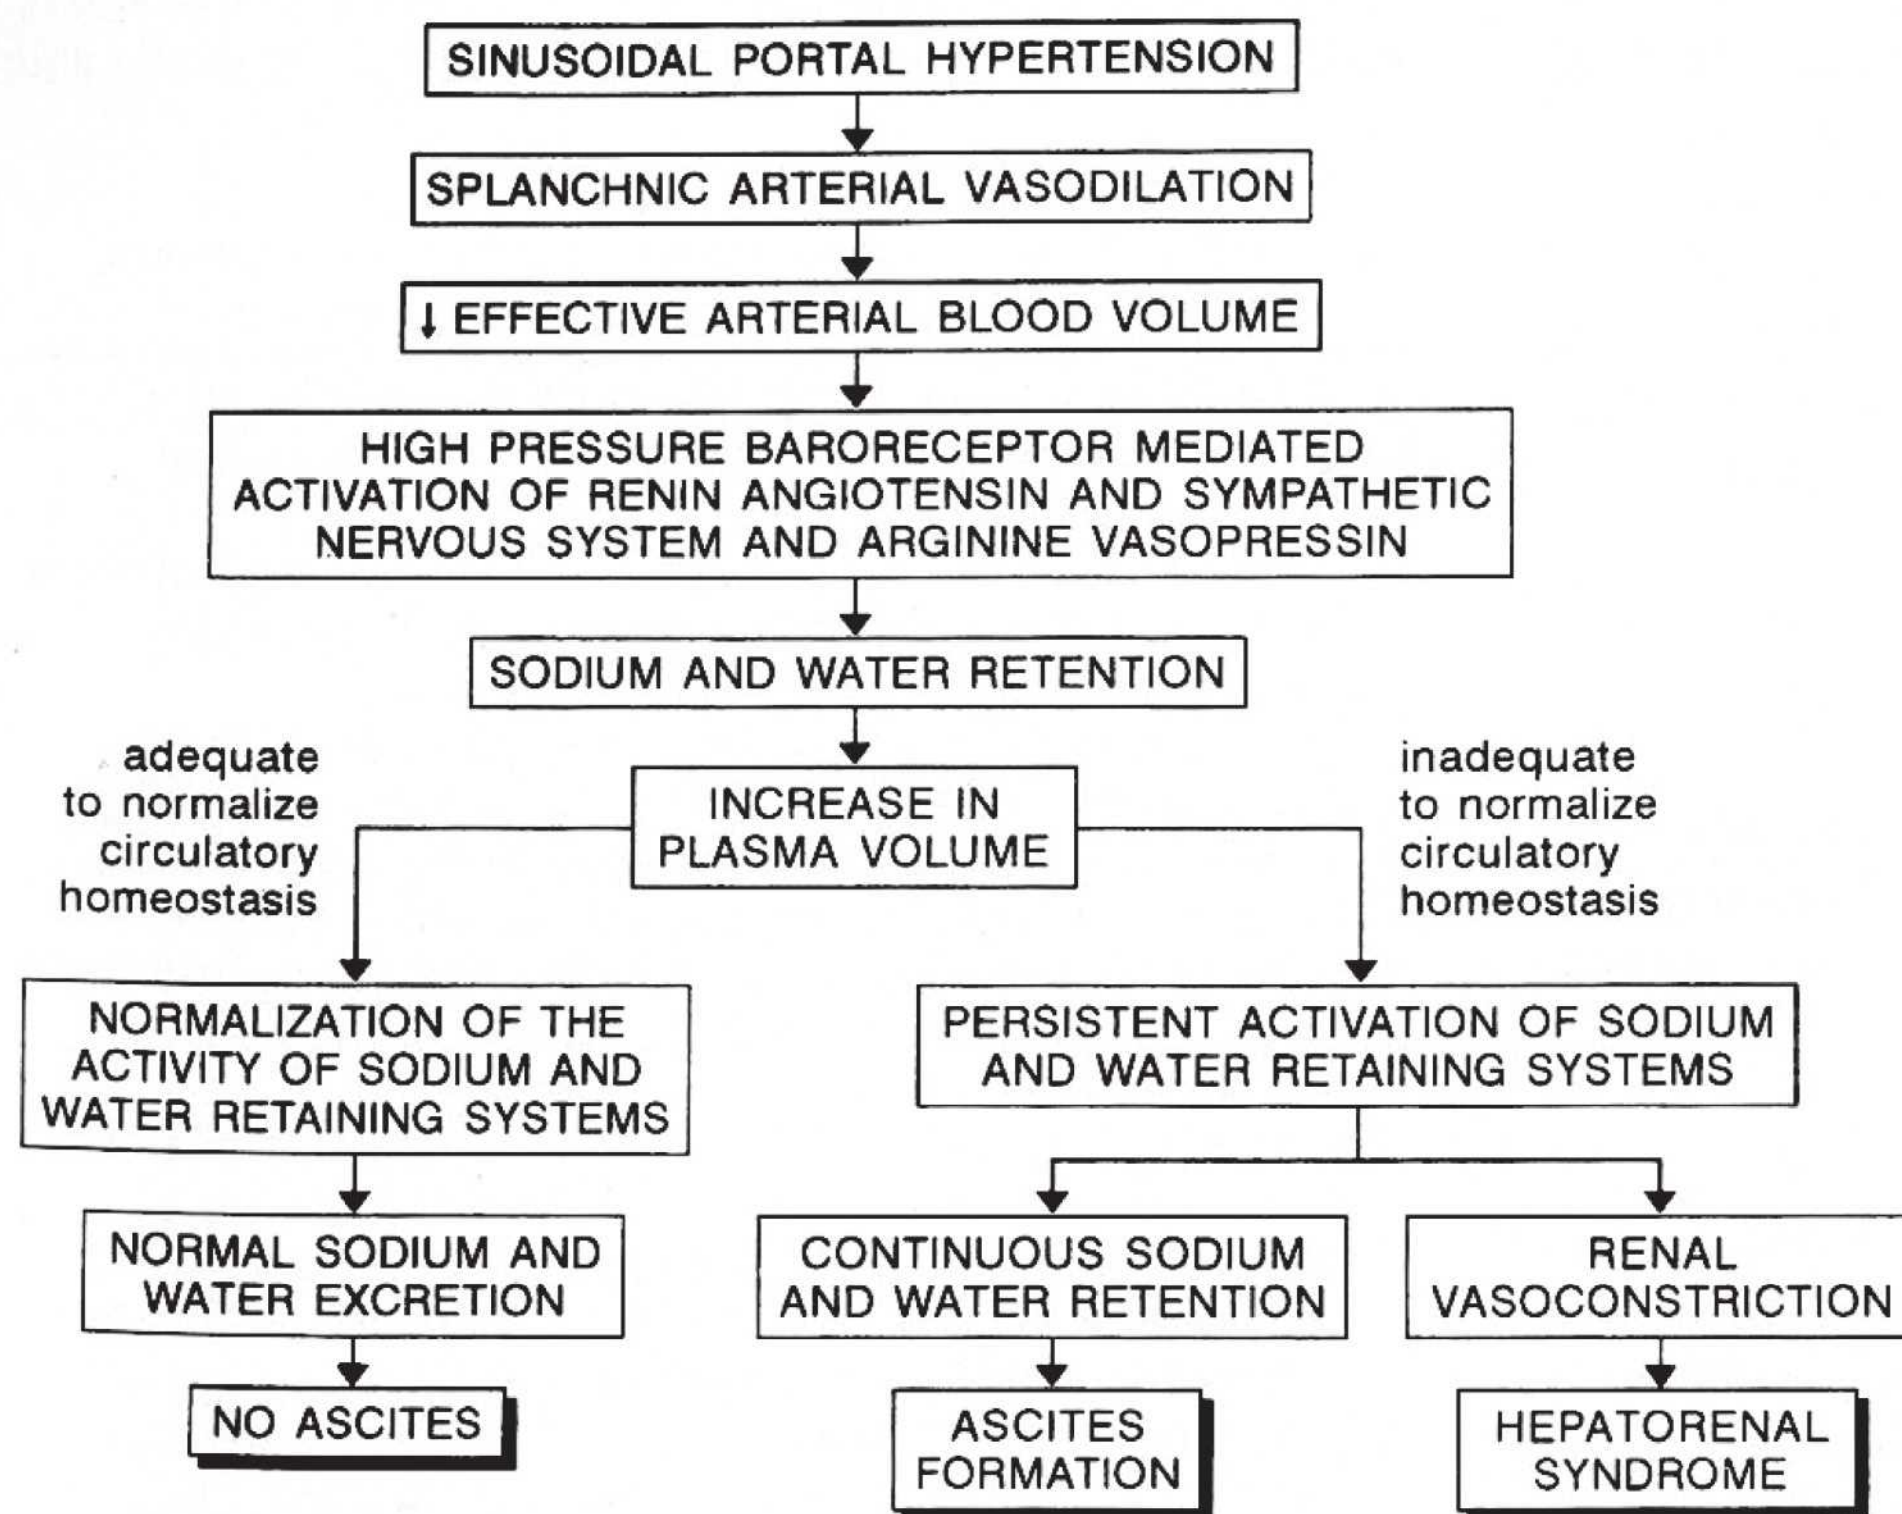 SINUSOIDAL PORTAL HYPERTENSION
SPLANCHNIC ARTERIAL VASODILATION
↓ EFFECTIVE ARTERIAL BLOOD VOLUME
HIGH PRESSURE BARORECEPTOR MEDIATED
ACTIVATION OF RENIN ANGIOTENSIN AND SYMPATHETIC
NERVOUS SYSTEM AND ARGININE VASOPRESSIN
SODIUM AND WATER RETENTION
adequate
to normalize
circulatory
homeostasis
INCREASE IN
PLASMA VOLUME
inadequate
to normalize
circulatory
homeostasis
NORMALIZATION OF THE
ACTIVITY OF SODIUM AND
WATER RETAINING SYSTEMS
PERSISTENT ACTIVATION OF SODIUM
AND WATER RETAINING SYSTEMS
NORMAL SODIUM AND
WATER EXCRETION
CONTINUOUS SODIUM
AND WATER RETENTION
RENAL
VASOCONSTRICTION
NO ASCITES
ASCITES
FORMATION
HEPATORENAL
SYNDROME